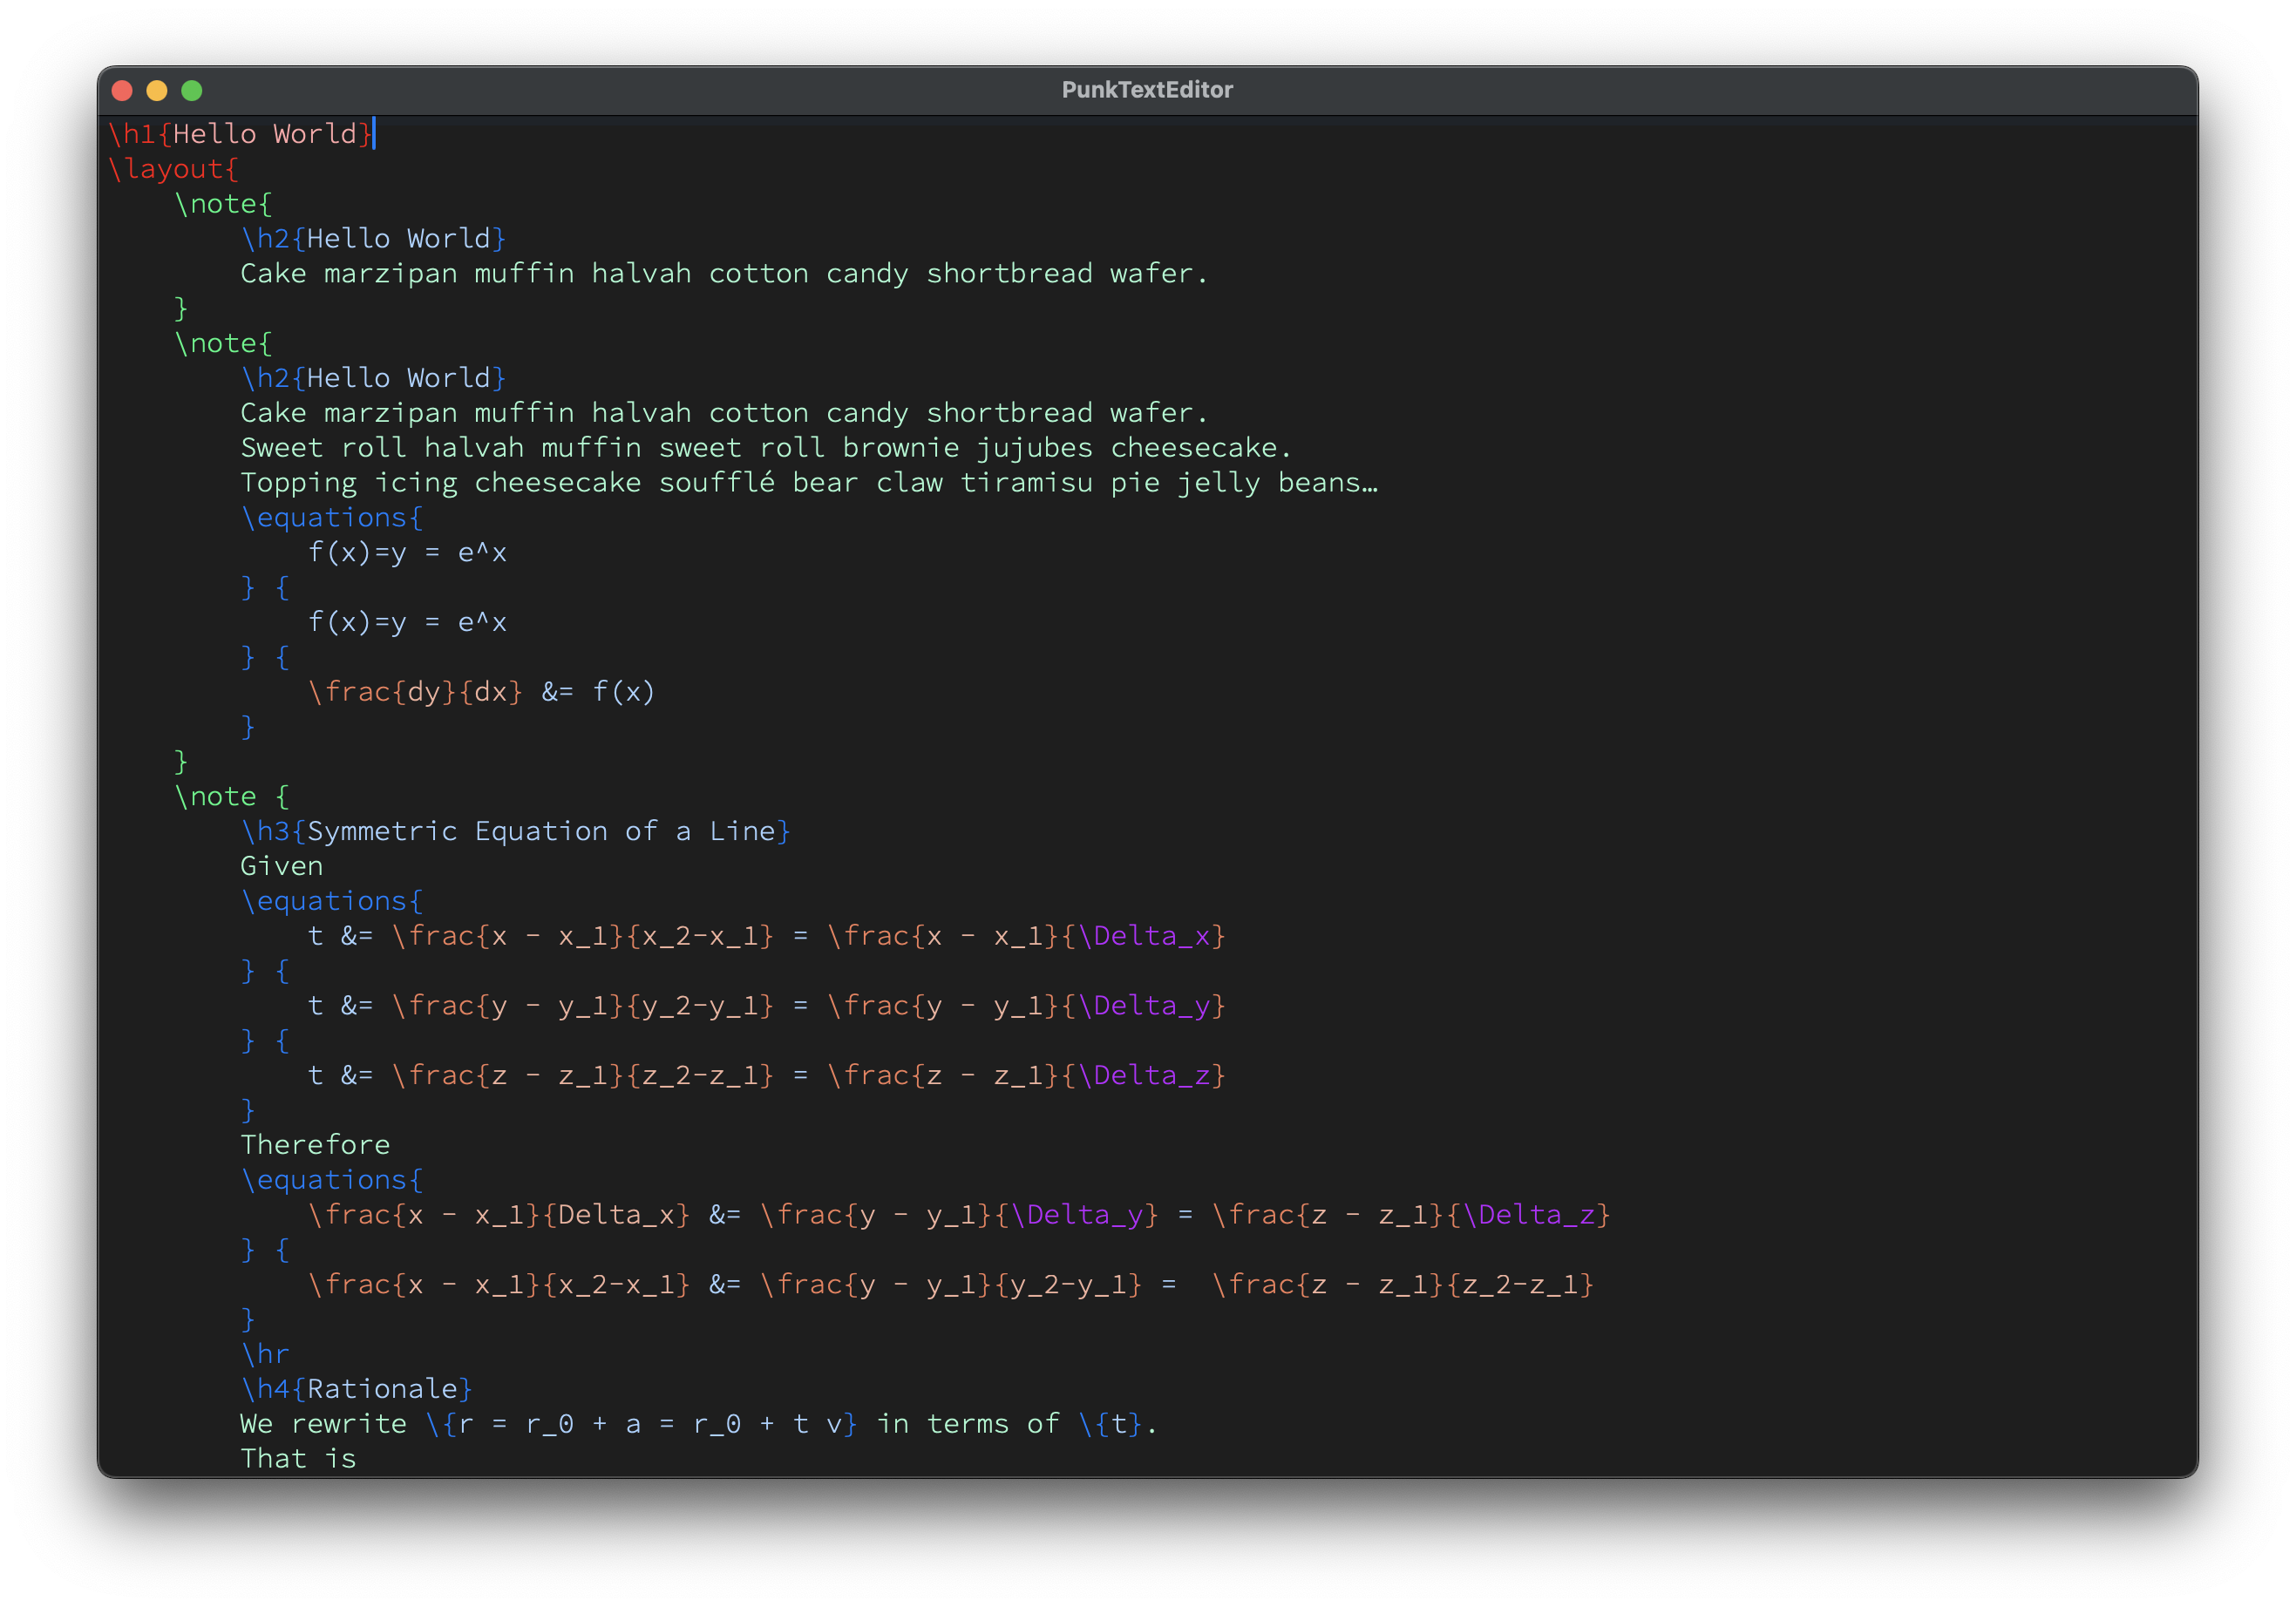 PunkTextEditor
\h1{Hello World}
\layout{
    \note{
        \h2{Hello World}
        Cake marzipan muffin halvah cotton candy shortbread wafer.
    }
    \note{
        \h2{Hello World}
        Cake marzipan muffin halvah cotton candy shortbread wafer.
        Sweet roll halvah muffin sweet roll brownie jujubes cheesecake.
        Topping icing cheesecake soufflé bear claw tiramisu pie jelly beans…
        \equations{
            f(x)=y = e^x
        } {
            f(x)=y = e^x
        } {
            \frac{dy}{dx} &= f(x)
        }
    }
    \note {
        \h3{Symmetric Equation of a Line}
        Given
        \equations{
            t &= \frac{x - x_1}{x_2-x_1} = \frac{x - x_1}{\Delta_x}
        } {
            t &= \frac{y - y_1}{y_2-y_1} = \frac{y - y_1}{\Delta_y}
        } {
            t &= \frac{z - z_1}{z_2-z_1} = \frac{z - z_1}{\Delta_z}
        }
        Therefore
        \equations{
            \frac{x - x_1}{Delta_x} &= \frac{y - y_1}{\Delta_y} = \frac{z - z_1}{\Delta_z}
        } {
            \frac{x - x_1}{x_2-x_1} &= \frac{y - y_1}{y_2-y_1} =  \frac{z - z_1}{z_2-z_1}
        }
        \hr
        \h4{Rationale}
        We rewrite \{r = r_0 + a = r_0 + t v} in terms of \{t}.
        That is